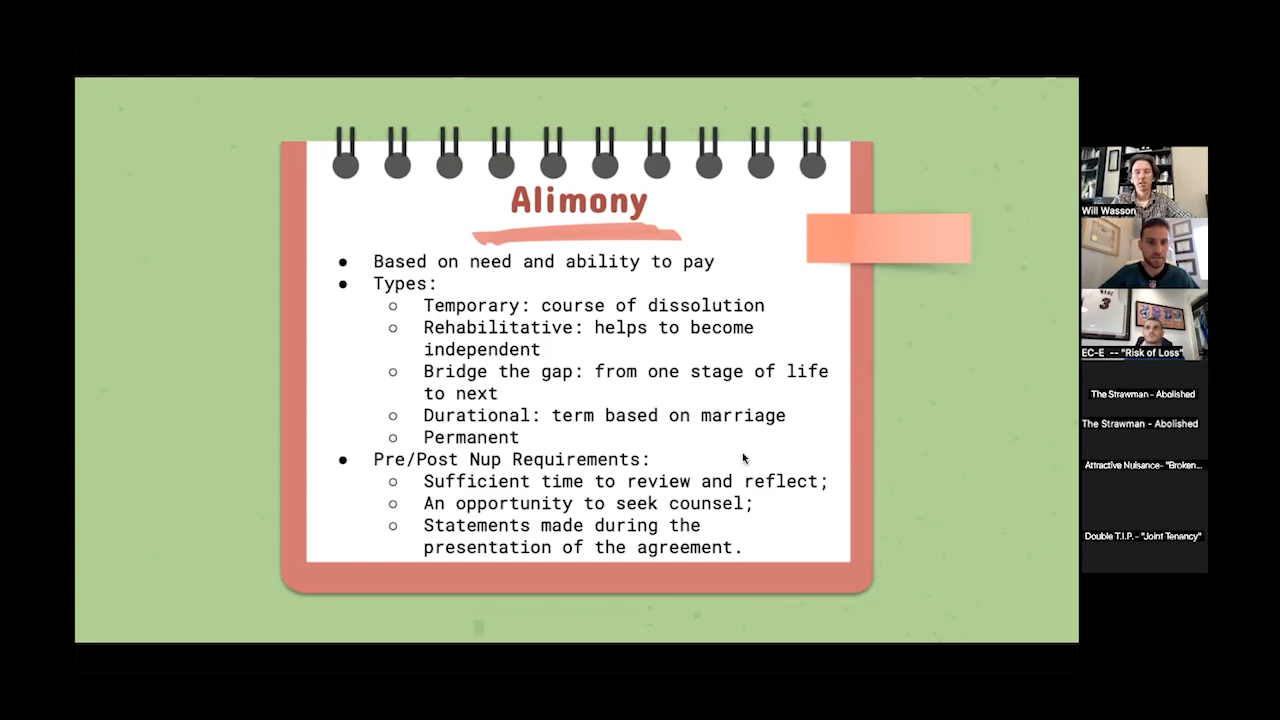 Alimony
● Based on need and ability to pay
● Types:
○ Temporary: course of dissolution
○ Rehabilitative: helps to become
independent
○ Bridge the gap: from one stage of life
to next
○ Durational: term based on marriage
○ Permanent
● Pre/Post Nup Requirements:
○ Sufficient time to review and reflect;
○ An opportunity to seek counsel;
○ Statements made during the
presentation of the agreement.
Will Wasson
WADE
3
EC-E -- "Risk of Loss"
The Strawman - Abolished
The Strawman - Abolished
Attractive Nuisance- "Broken...
Double T.I.P. - "Joint Tenancy"